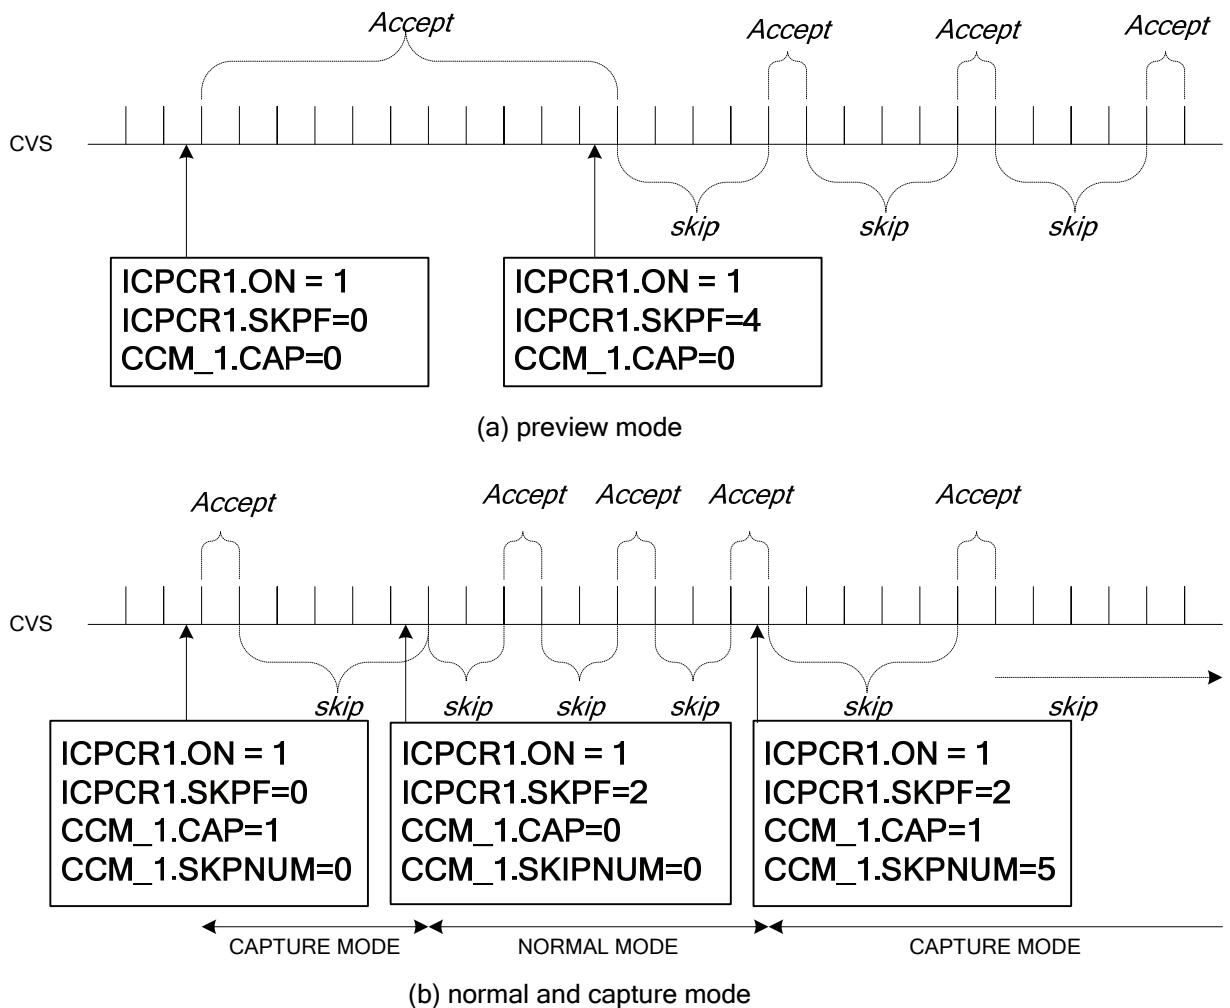 Accept
Accept
Accept
Accept
CVS
skip
skip
skip
ICPCR1.ON = 1
ICPCR1.SKPF=0
CCM_1.CAP=0
ICPCR1.ON = 1
ICPCR1.SKPF=4
CCM_1.CAP=0
(a) preview mode
Accept
Accept
Accept
Accept
Accept
CVS
skip
skip
skip
skip
skip
skip
ICPCR1.ON = 1
ICPCR1.SKPF=0
CCM_1.CAP=1
CCM_1.SKPNUM=0
ICPCR1.ON = 1
ICPCR1.SKPF=2
CCM_1.CAP=0
CCM_1.SKIPNUM=0
ICPCR1.ON = 1
ICPCR1.SKPF=2
CCM_1.CAP=1
CCM_1.SKPNUM=5
CAPTURE MODE
NORMAL MODE
CAPTURE MODE
(b) normal and capture mode